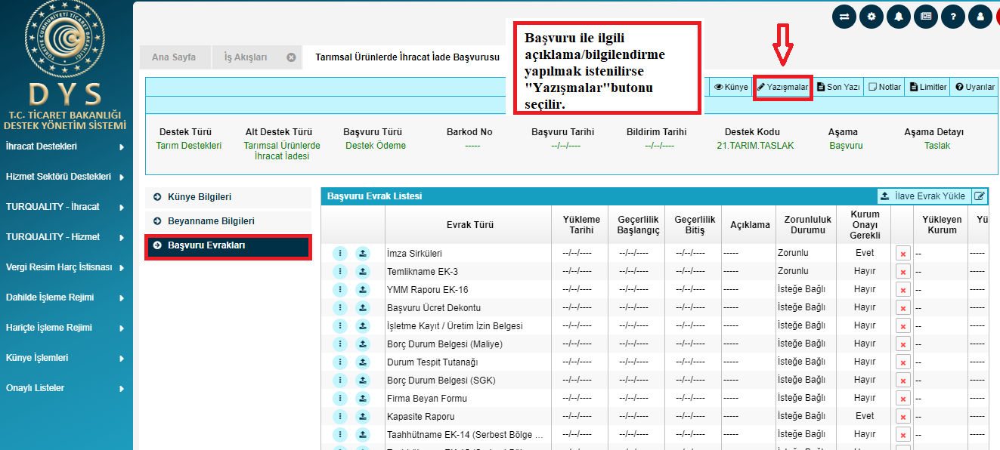 DYS
T.C. TİCARET BAKANLIĞI
DESTEK YÖNETİM SİSTEMİ
İhracat Destekleri
Hizmet Sektörü Destekleri
TURQUALITY - İhracat
TURQUALITY - Hizmet
Vergi Resim Harç İstisnası
Dahilde İşleme Rejimi
Hariçte İşleme Rejimi
Künye İşlemleri
Onaylı Listeler
Ana Sayfa İş Akışları Tarımsal Ürünlerde İhracat İade Başvurusu
Başvuru ile ilgili
açıklama/bilgilendirme
yapılmak istenilirse
"Yazışmalar"butonu
seçilir.
Künye Yazışmalar Son Yazı Notlar Limitler Uyarılar
Destek Türü Alt Destek Türü Başvuru Türü Barkod No Başvuru Tarihi Bildirim Tarihi Destek Kodu Aşama Aşama Detayı
Tarım Destekleri Tarımsal Ürünlerde Destek Ödeme ----- --/--/---- --/--/---- 21.TARIM.TASLAK Başvuru Taslak
İhracat İadesi
Künye Bilgileri
Beyanname Bilgileri
Başvuru Evrakları
Başvuru Evrak Listesi İlave Evrak Yükle
Evrak Türü Yükleme Tarihi Geçerlilik Başlangıç Geçerlilik Bitiş Açıklama Zorunluluk Durumu Kurum Onayı Gerekli Yükleyen Kurum Yü
İmza Sirküleri --/--/---- --/--/---- --/--/---- ----- Zorunlu Evet -- -----
Temlikname EK-3 --/--/---- --/--/---- --/--/---- ----- Zorunlu Hayır -- -----
YMM Raporu EK-16 --/--/---- --/--/---- --/--/---- ----- İsteğe Bağlı Hayır -- -----
Başvuru Ücret Dekontu --/--/---- --/--/---- --/--/---- ----- İsteğe Bağlı Hayır -- -----
İşletme Kayıt / Üretim İzin Belgesi --/--/---- --/--/---- --/--/---- ----- İsteğe Bağlı Hayır -- -----
Borç Durum Belgesi (Maliye) --/--/---- --/--/---- --/--/---- ----- İsteğe Bağlı Hayır -- -----
Durum Tespit Tutanağı --/--/---- --/--/---- --/--/---- ----- İsteğe Bağlı Hayır -- -----
Borç Durum Belgesi (SGK) --/--/---- --/--/---- --/--/---- ----- İsteğe Bağlı Hayır -- -----
Firma Beyan Formu --/--/---- --/--/---- --/--/---- ----- İsteğe Bağlı Hayır -- -----
Kapasite Raporu --/--/---- --/--/---- --/--/---- ----- İsteğe Bağlı Evet -- -----
Taahhütname EK-14 (Serbest Bölge ... --/--/---- --/--/---- --/--/---- ----- İsteğe Bağlı Hayır -- -----